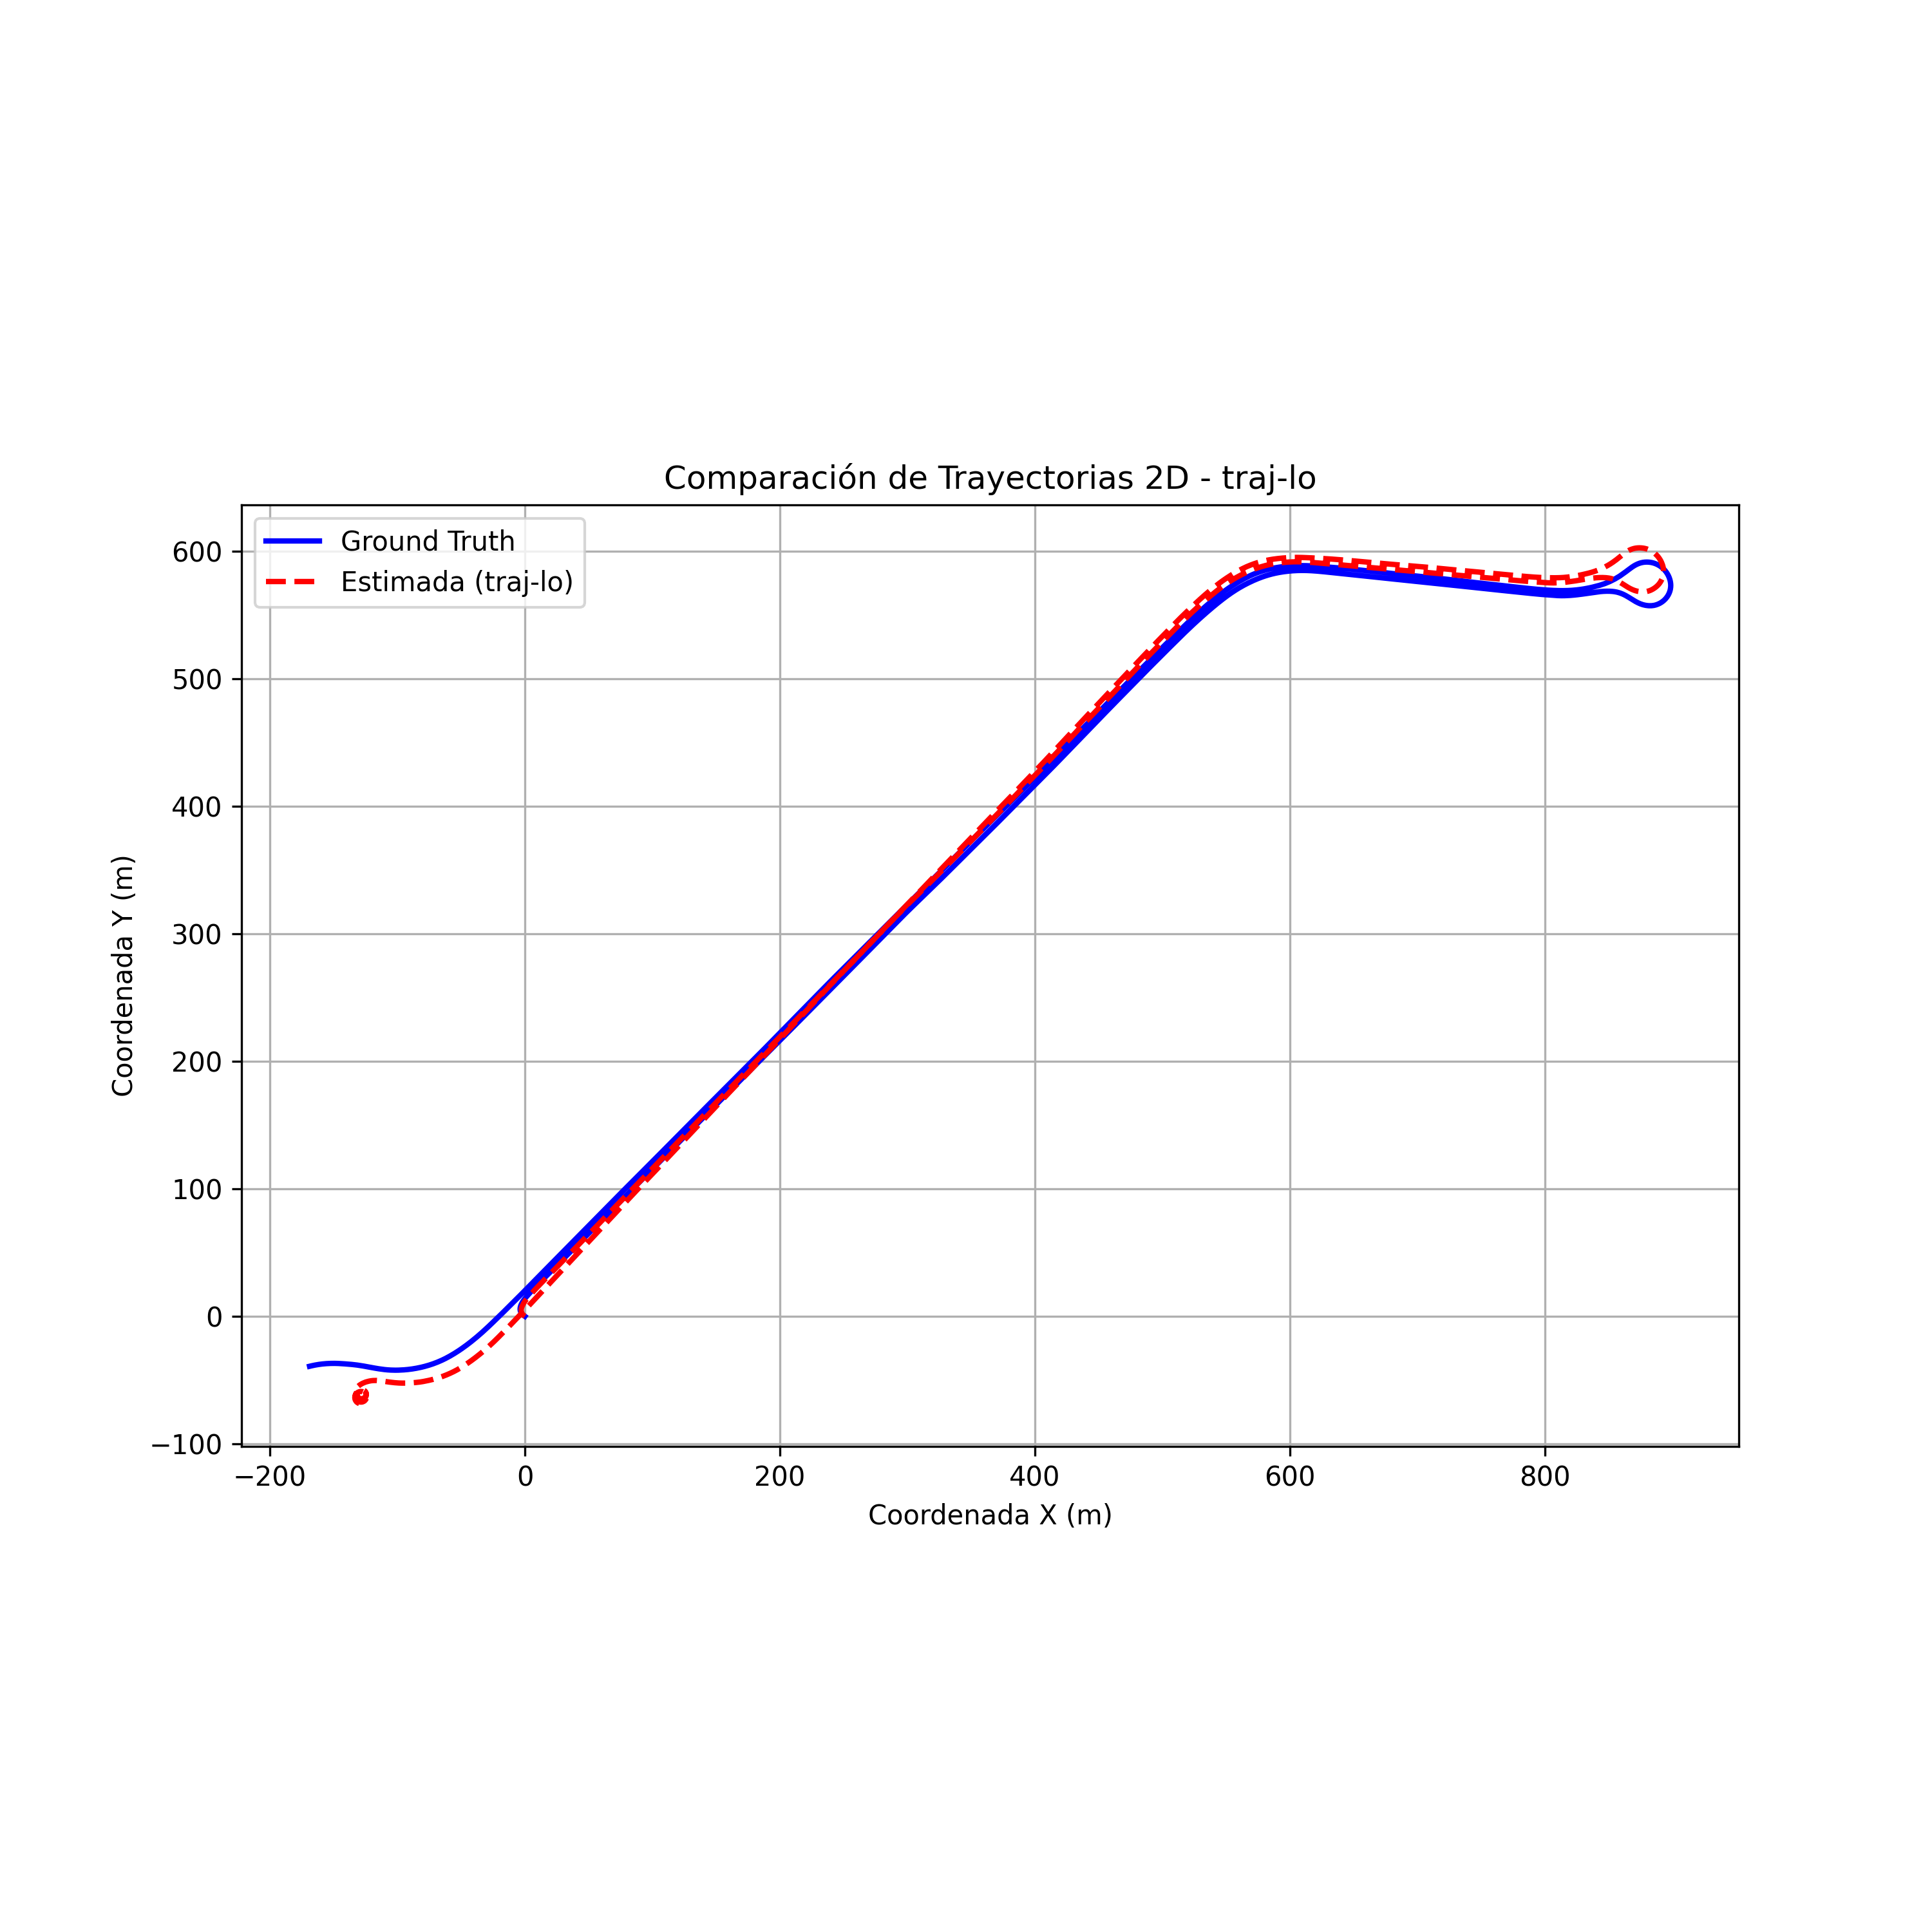 Comparación de Trayectorias 2D - traj-lo
Ground Truth
Estimada (traj-lo)
600
500
400
300
200
100
0
−100
Coordenada Y (m)
−200
0
200
400
600
800
Coordenada X (m)